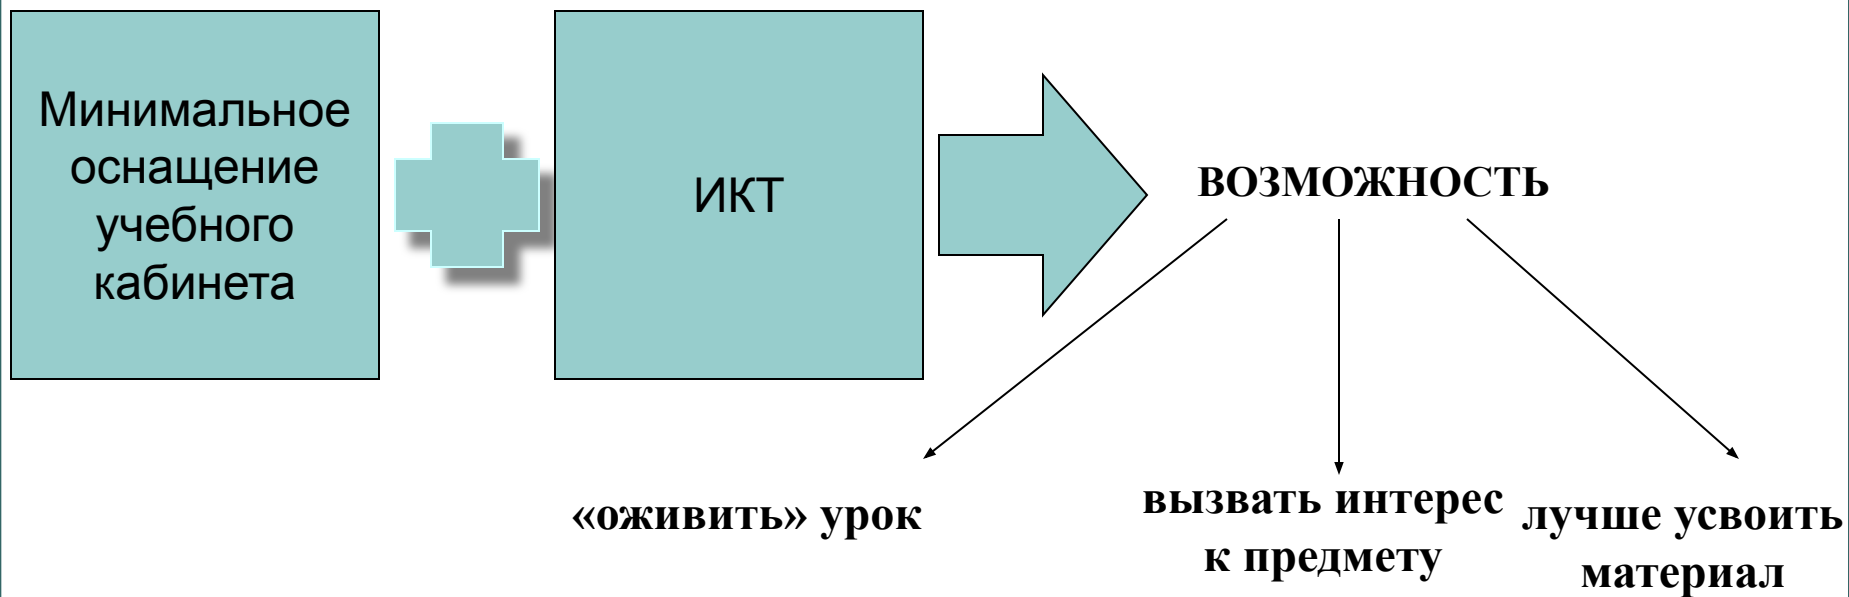 Минимальное
оснащение
учебного
кабинета
ИКТ
ВОЗМОЖНОСТЬ
«оживить» урок
вызвать интерес
к предмету
лучше усвоить
материал